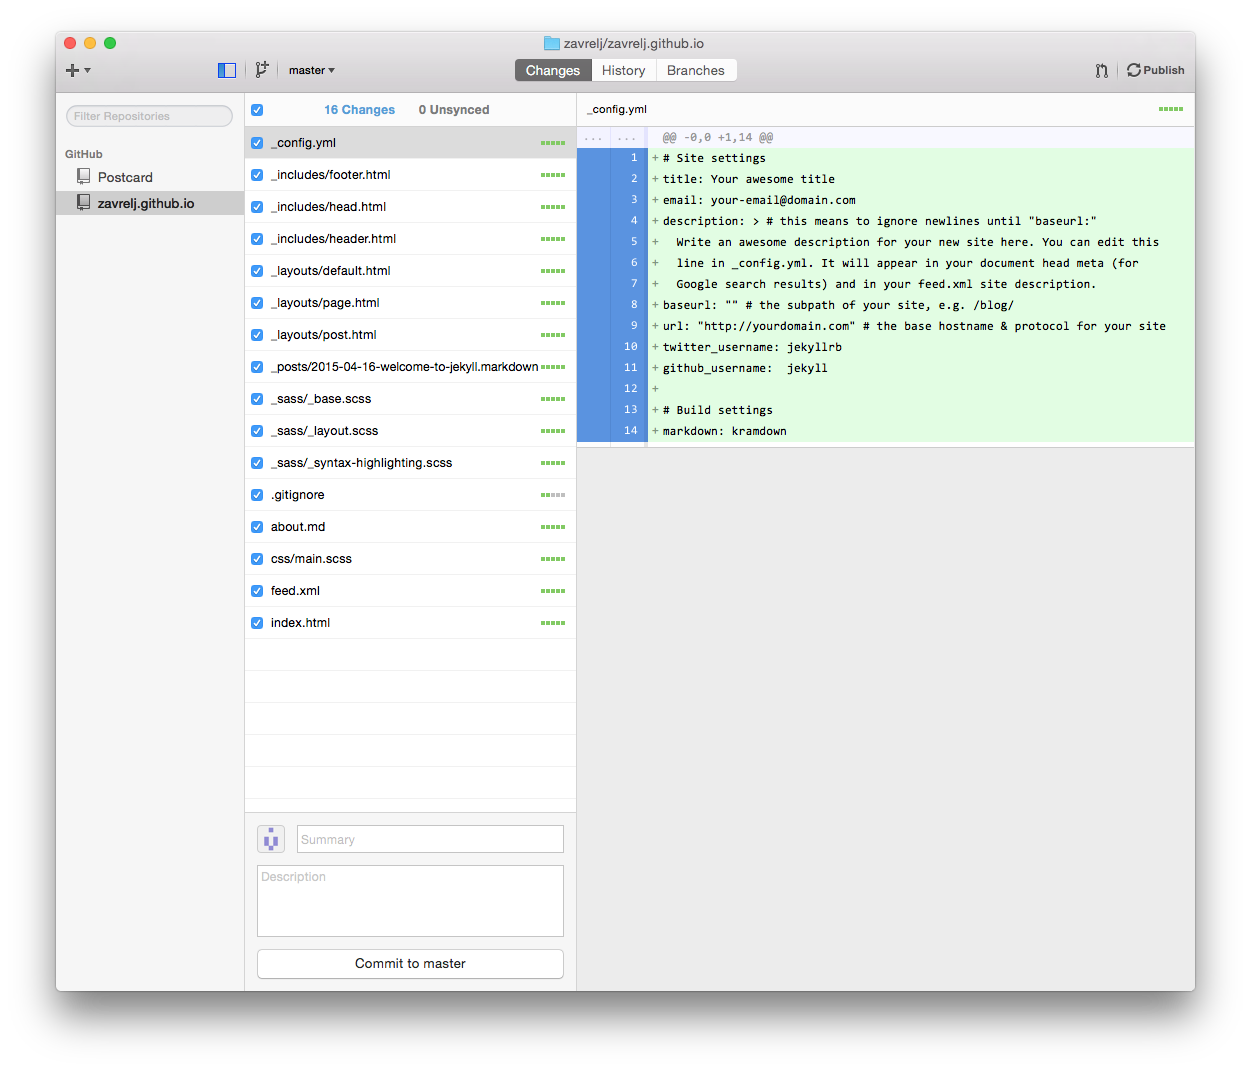 zavrelj/zavrelj.github.io
master
Changes
History
Branches
Publish
Filter Repositories
GitHub
Postcard
zavrelj.github.io
16 Changes
0 Unsynced
_config.yml
_includes/footer.html
_includes/head.html
_includes/header.html
_layouts/default.html
_layouts/page.html
_layouts/post.html
_posts/2015-04-16-welcome-to-jekyll.markdown
_sass/_base.scss
_sass/_layout.scss
_sass/_syntax-highlighting.scss
.gitignore
about.md
css/main.scss
feed.xml
index.html
Summary
Description
Commit to master
_config.yml
... ... @@ -0,0 +1,14 @@
1 +# Site settings
2 +title: Your awesome title
3 +email: your-email@domain.com
4 +description: > # this means to ignore newlines until "baseurl:"
5 +  Write an awesome description for your new site here. You can edit this
6 +  line in _config.yml. It will appear in your document head meta (for
7 +  Google search results) and in your feed.xml site description.
8 +baseurl: "" # the subpath of your site, e.g. /blog/
9 +url: "http://yourdomain.com" # the base hostname & protocol for your site
10 +twitter_username: jekyllrb
11 +github_username:  jekyll
12 +
13 +# Build settings
14 +markdown: kramdown